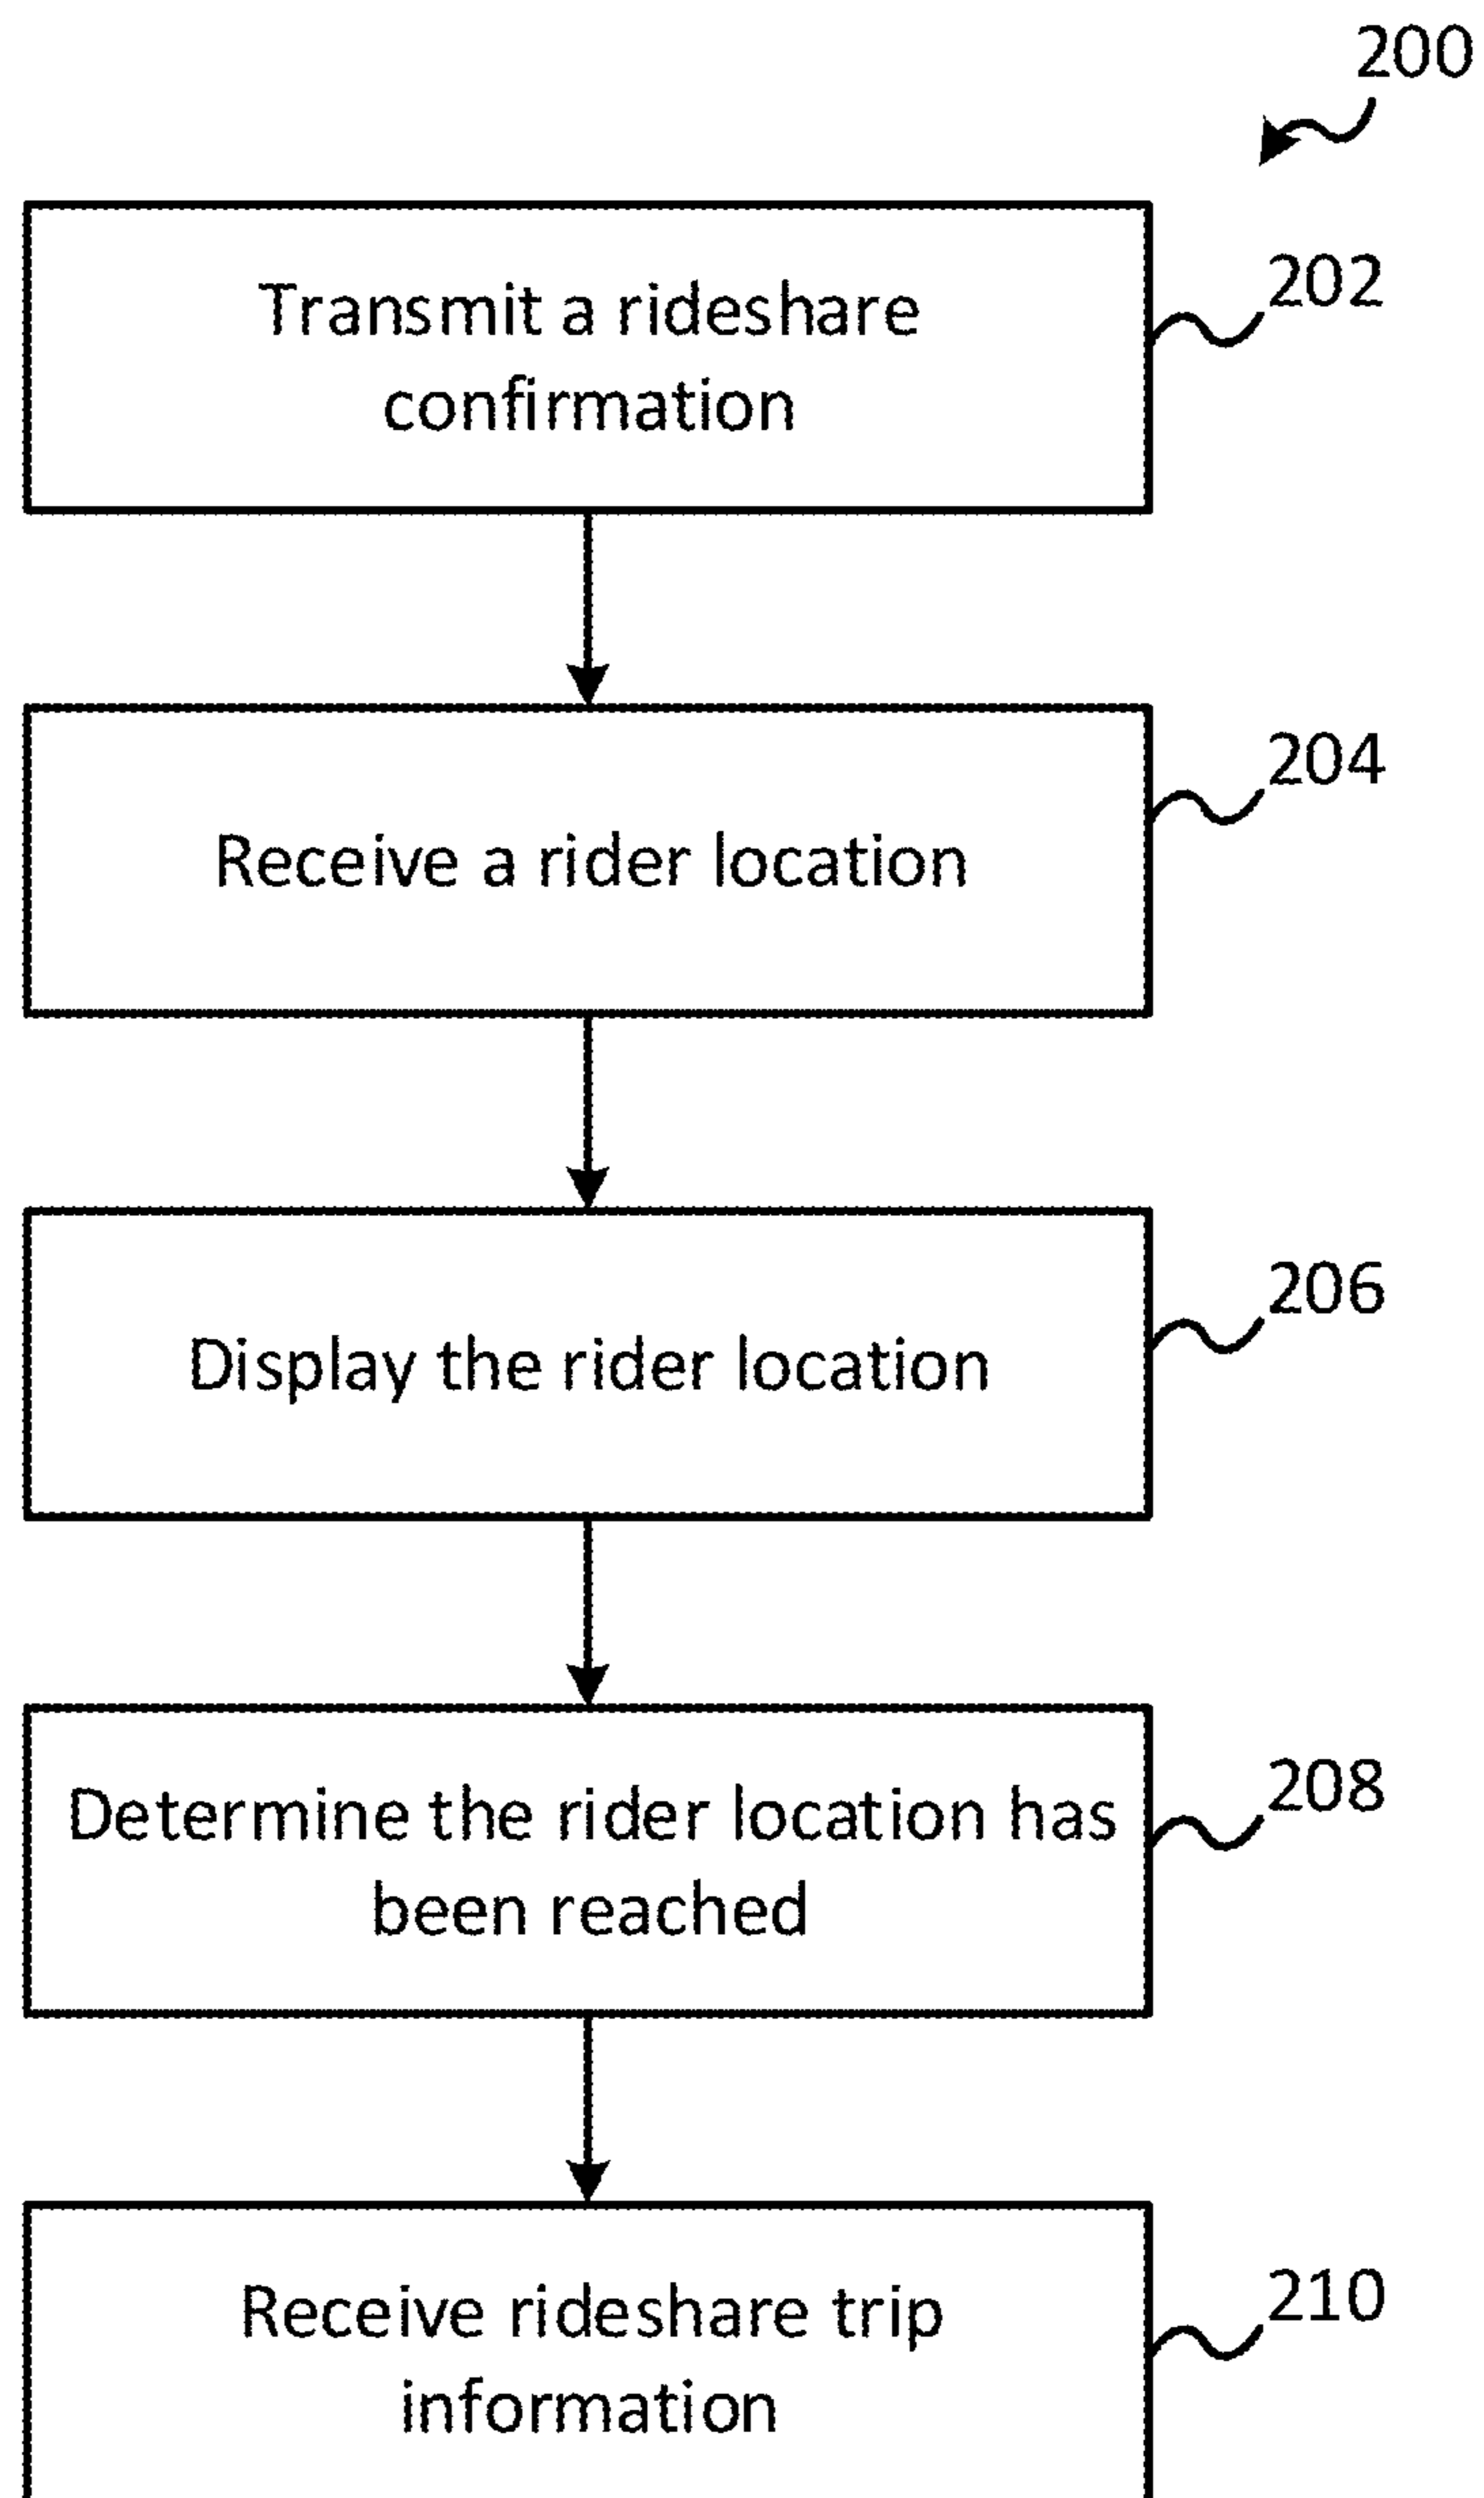 200
Transmit a rideshare
confirmation
202
Receive a rider location
204
Display the rider location
206
Determine the rider location has
been reached
208
Receive rideshare trip
information
210